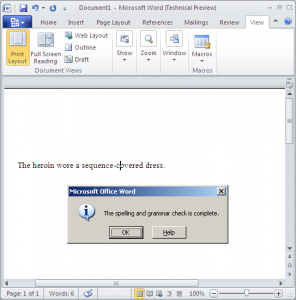 Document1 - Microsoft Word (Technical Preview)
Home Insert Page Layout References Mailings Review View
Print Layout
Full Screen Reading
Web Layout
Outline
Draft
Document Views
Show
Zoom
Window
Macros
Macros
The heroin wore a sequence-covered dress.
Microsoft Office Word
The spelling and grammar check is complete.
OK Help
Page: 1 of 1 Words: 6 100%